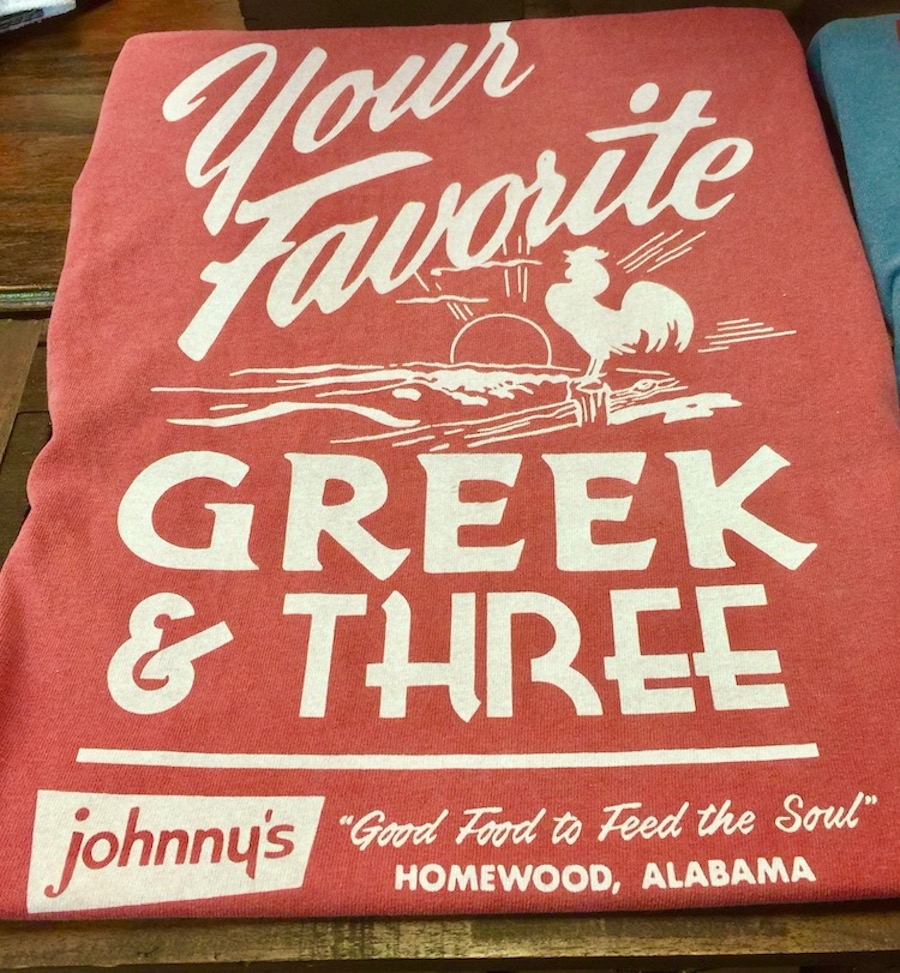 Your
Favorite
GREEK
& THREE
johnny's
"Good Food to Feed the Soul"
HOMEWOOD, ALABAMA